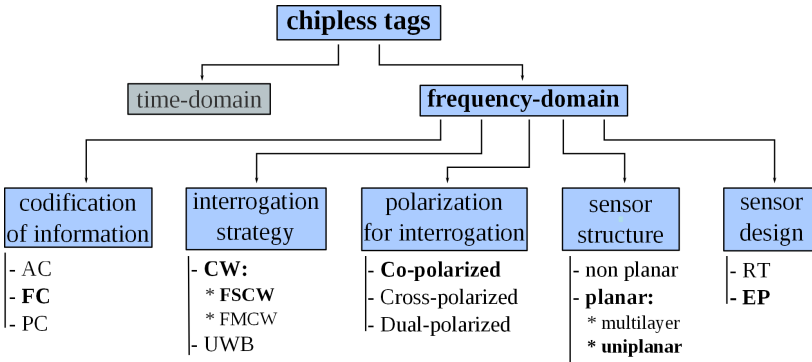 chipless tags
time-domain
frequency-domain
codification
of information
- AC
- FC
- PC
interrogation
strategy
- CW:
* FSCW
* FMCW
- UWB
polarization
for interrogation
- Co-polarized
- Cross-polarized
- Dual-polarized
sensor
structure
- non planar
- planar:
* multilayer
* uniplanar
sensor
design
- RT
- EP